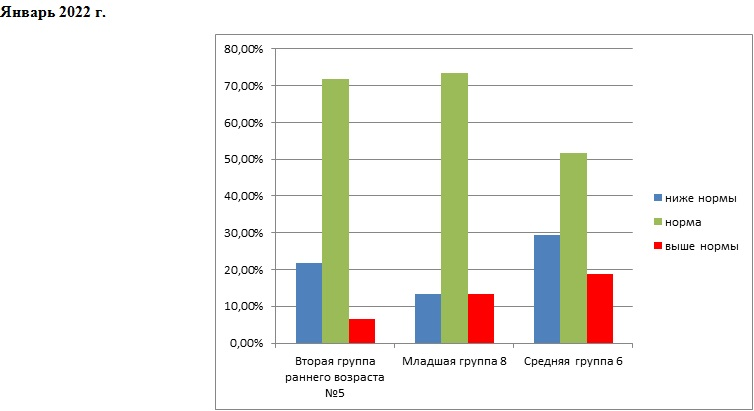 Январь 2022 г.
80,00%
70,00%
60,00%
50,00%
40,00%
30,00%
20,00%
10,00%
0,00%
Вторая группа
раннего возраста
№5
Младшая группа 8
Средняя группа 6
ниже нормы
норма
выше нормы